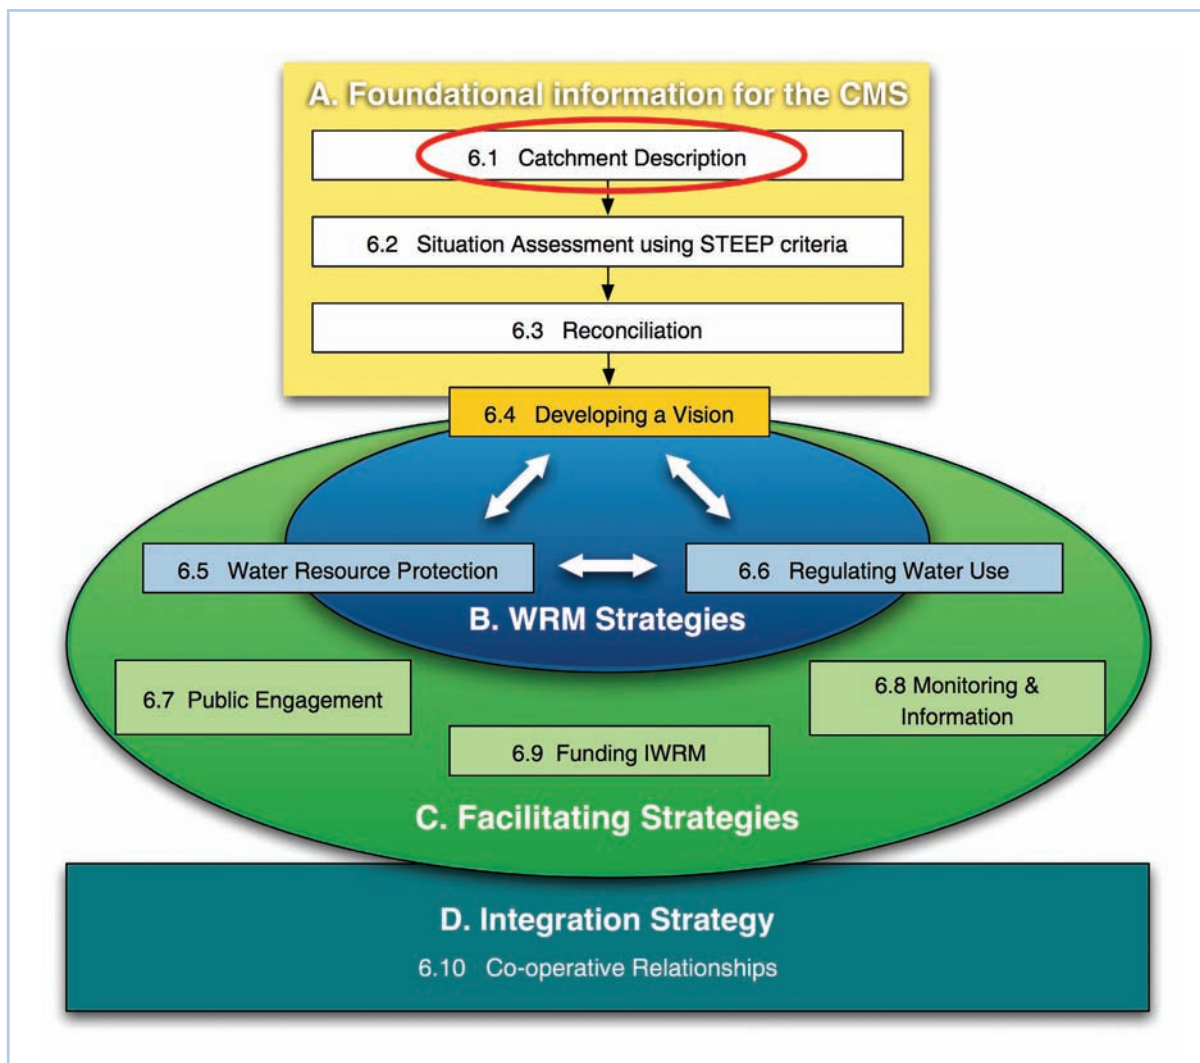 A. Foundational information for the CMS
6.1 Catchment Description
6.2 Situation Assessment using STEEP criteria
6.3 Reconciliation
6.4 Developing a Vision
6.5 Water Resource Protection
6.6 Regulating Water Use
B. WRM Strategies
6.7 Public Engagement
6.8 Monitoring &
Information
6.9 Funding IWRM
C. Facilitating Strategies
D. Integration Strategy
6.10 Co-operative Relationships